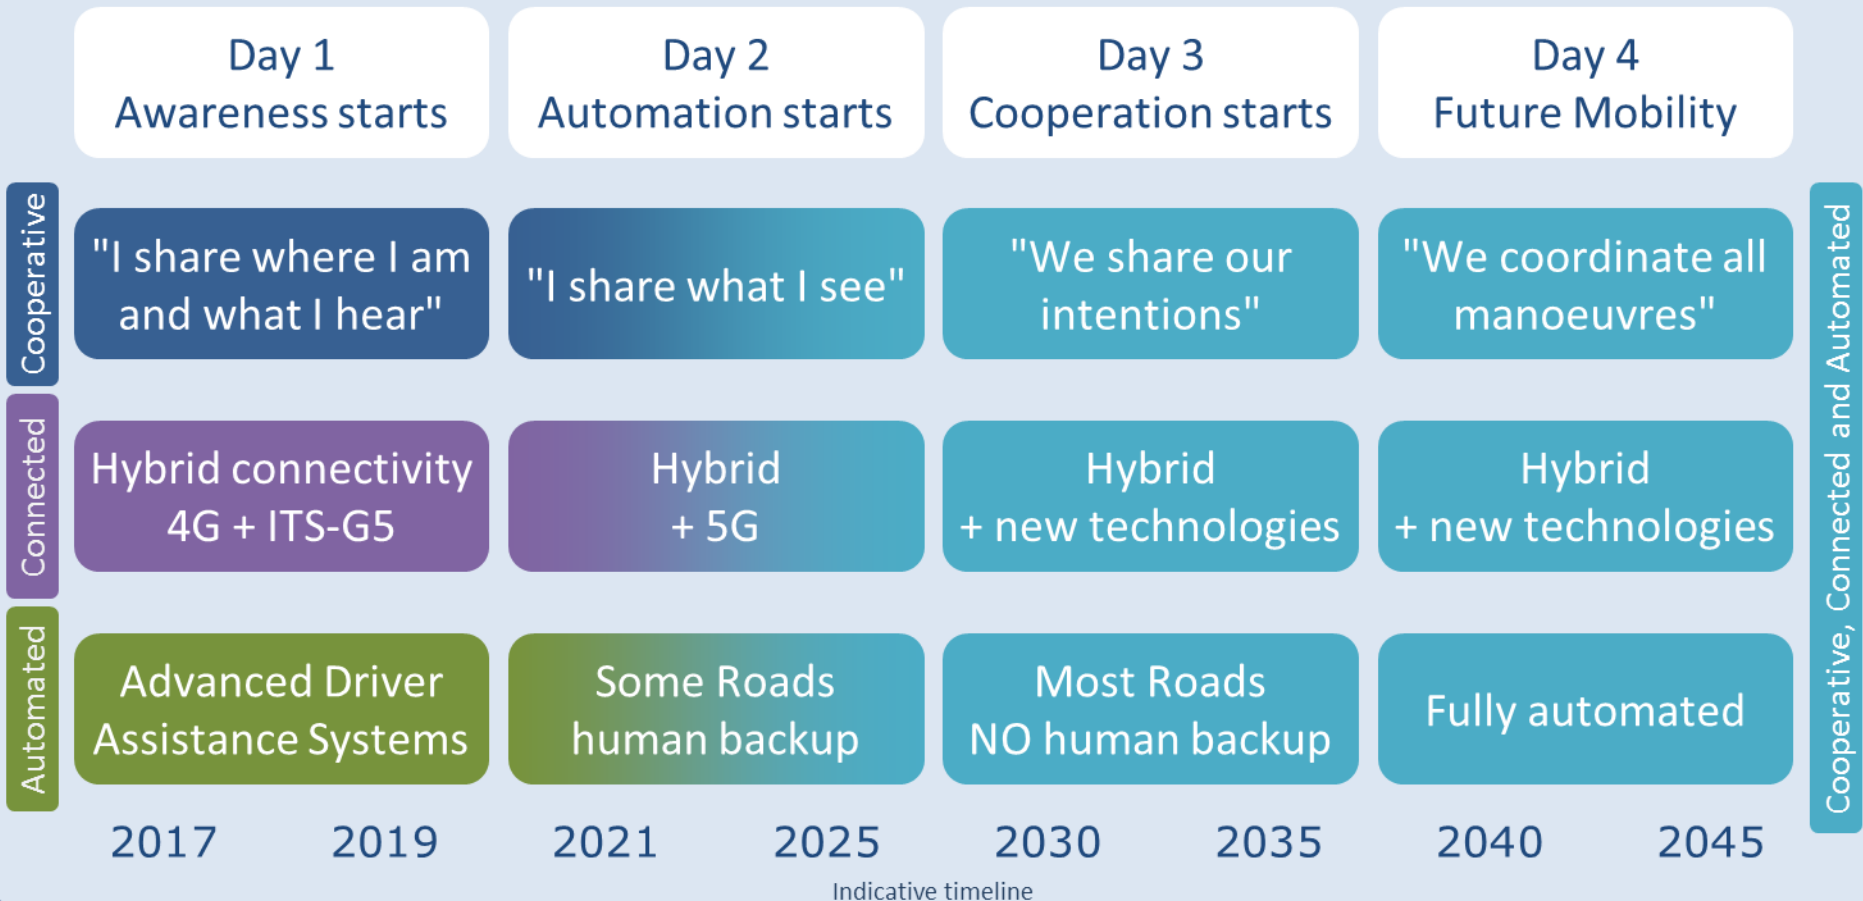 Day 1
Awareness starts
Day 2
Automation starts
Day 3
Cooperation starts
Day 4
Future Mobility
Cooperative
"I share where I am
and what I hear"
"I share what I see"
"We share our
intentions"
"We coordinate all
manoeuvres"
Connected
Hybrid connectivity
4G + ITS-G5
Hybrid
+ 5G
Hybrid
+ new technologies
Hybrid
+ new technologies
Automated
Advanced Driver
Assistance Systems
Some Roads
human backup
Most Roads
NO human backup
Fully automated
Cooperative, Connected and Automated
2017 2019 2021 2025 2030 2035 2040 2045
Indicative timeline